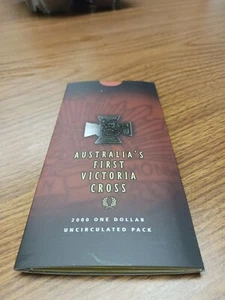 AUSTRALIA'S
FIRST
VICTORIA
CROSS
2000 ONE DOLLAR
UNCIRCULATED PACK